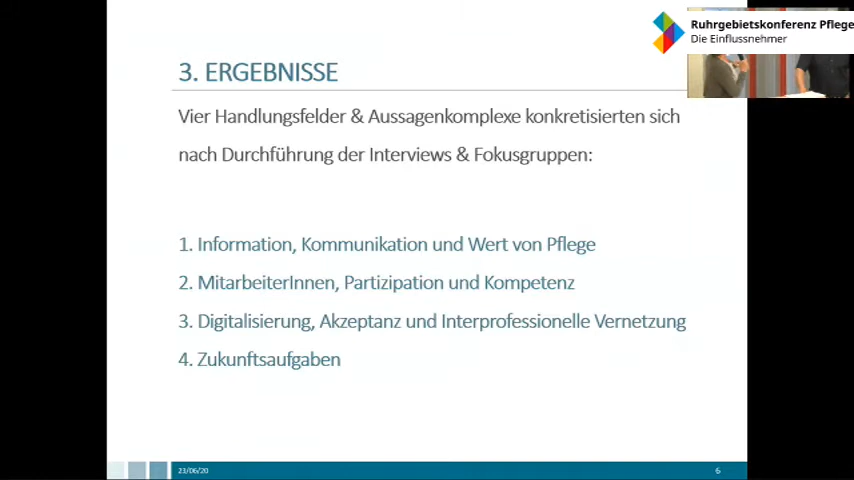 Ruhrgebietskonferenz Pflege
Die Einflussnehmer
3. ERGEBNISSE
Vier Handlungsfelder & Aussagenkomplexe konkretisierten sich
nach Durchführung der Interviews & Fokusgruppen:
1. Information, Kommunikation und Wert von Pflege
2. MitarbeiterInnen, Partizipation und Kompetenz
3. Digitalisierung, Akzeptanz und Interprofessionelle Vernetzung
4. Zukunftsaufgaben
23/06/20
6